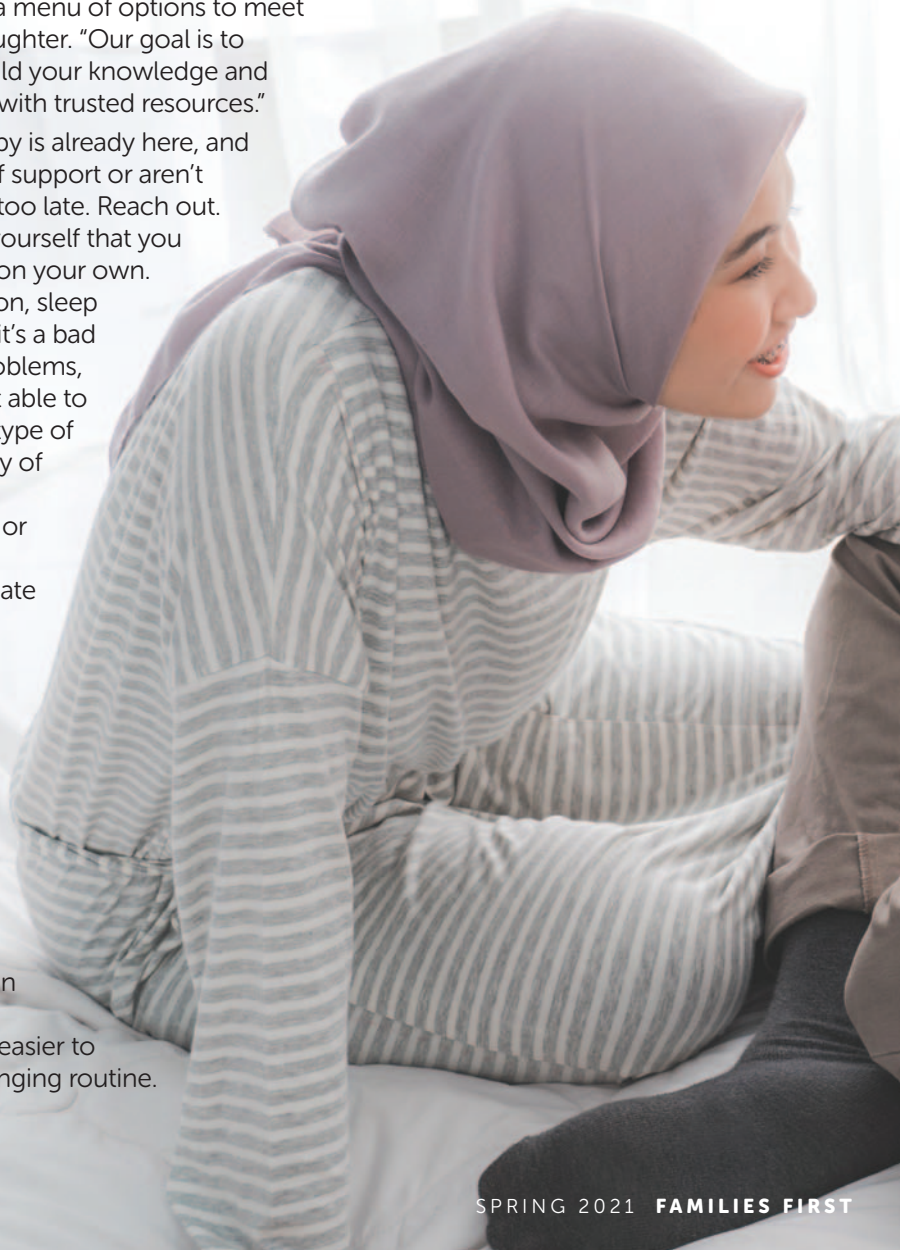 a menu of options to meet
ughter. “Our goal is to
ld your knowledge and
with trusted resources.”
by is already here, and
f support or aren’t
too late. Reach out.
yourself that you
on your own.
on, sleep
it’s a bad
oblems,
t able to
type of
y of
or
ate
n
easier to
nging routine.
SPRING 2021 FAMILIES FIRST